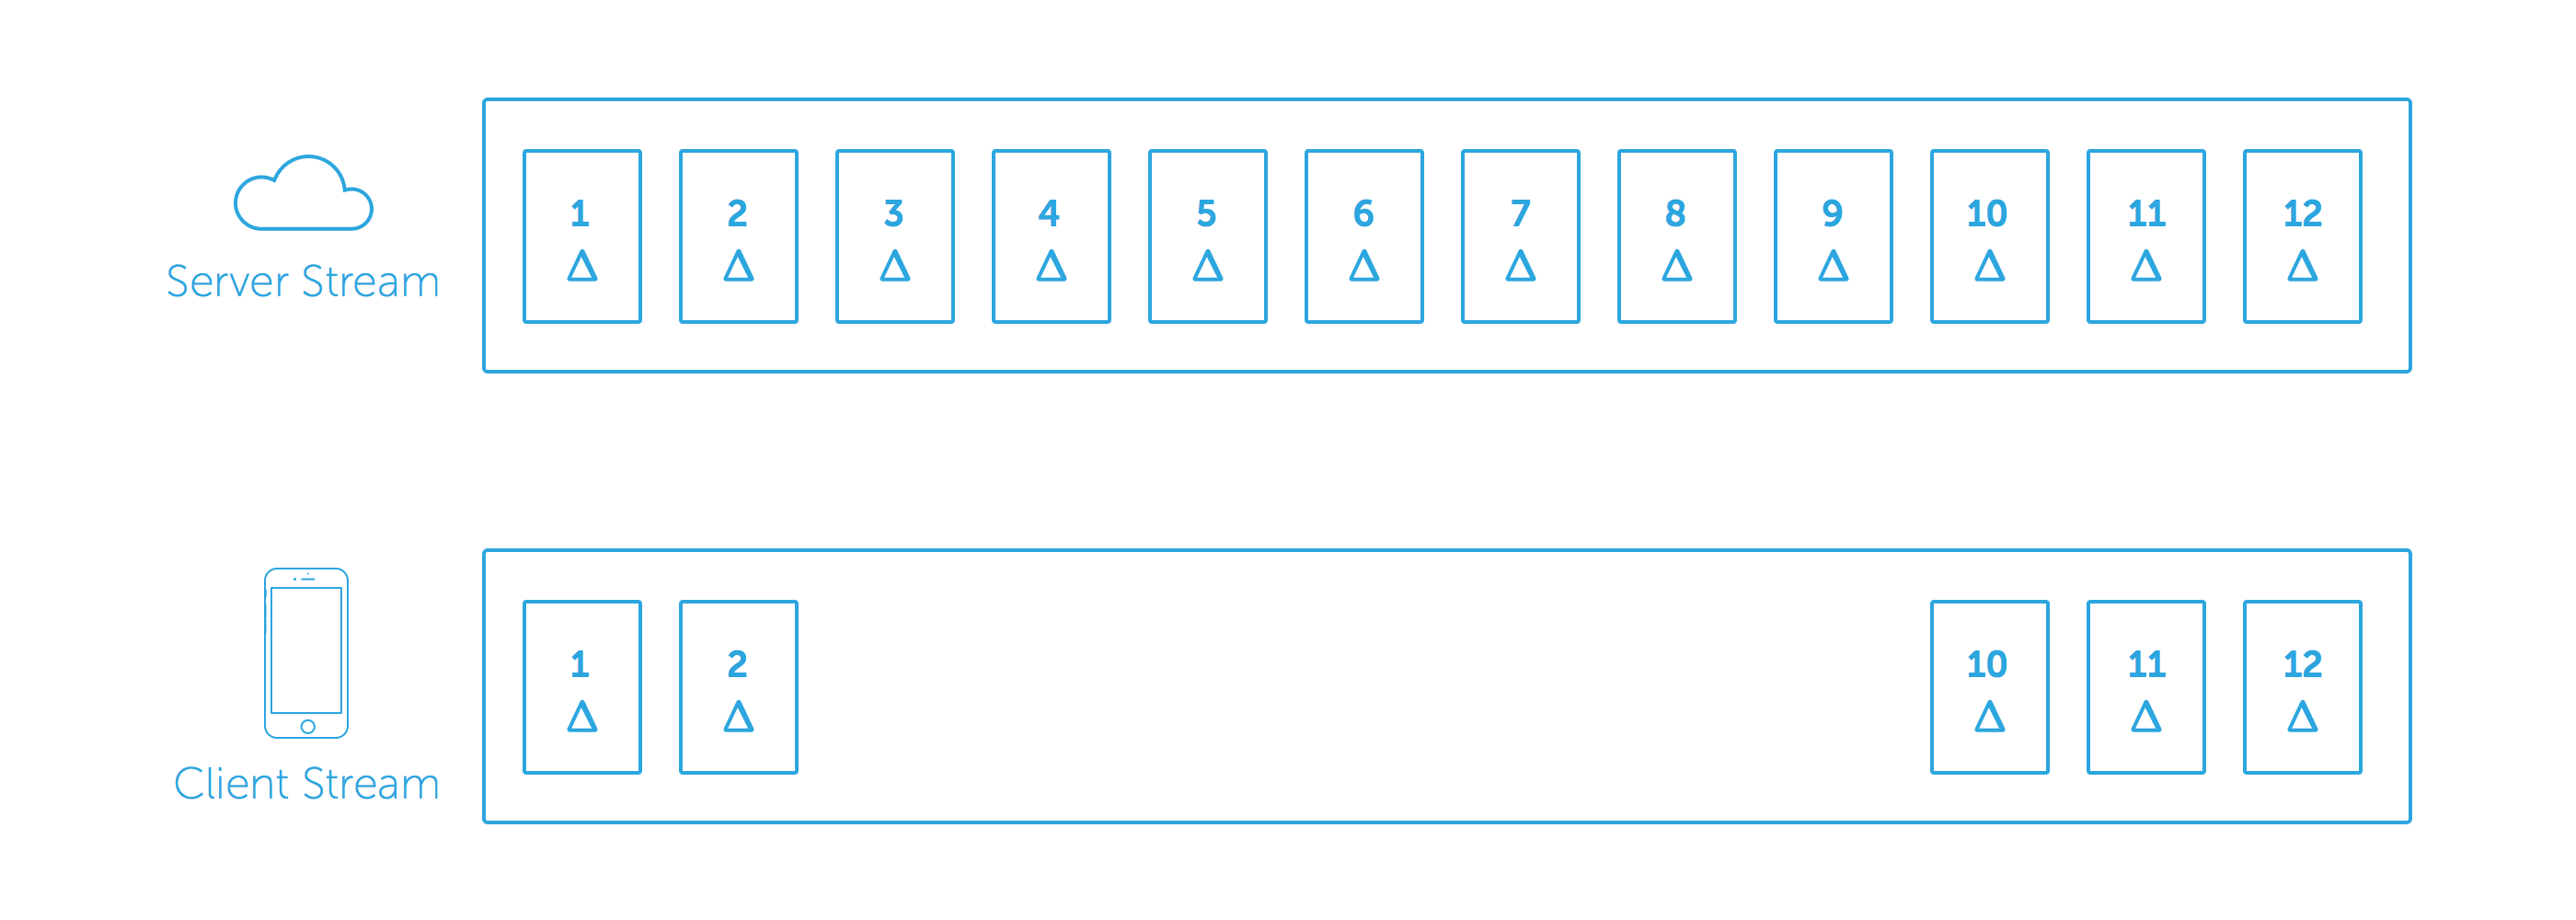 1 2 3 4 5 6 7 8 9 10 11 12
Δ Δ Δ Δ Δ Δ Δ Δ Δ Δ Δ Δ
Server Stream
1 2 10 11 12
Δ Δ Δ Δ Δ
Client Stream